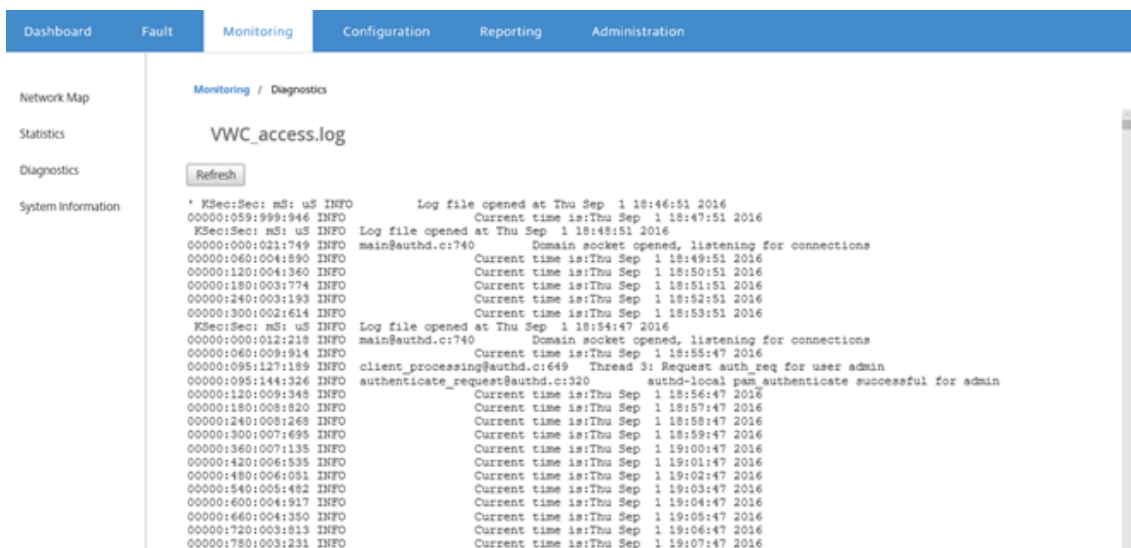 Dashboard Fault Monitoring Configuration Reporting Administration
Network Map
Statistics
Diagnostics
System Information
Monitoring / Diagnostics
VWC_access.log
Refresh
' KSec:Sec: mS: uS INFO Log file opened at Thu Sep 1 18:46:51 2016
00000:059:999:946 INFO Current time is:Thu Sep 1 18:47:51 2016
KSec:Sec: mS: uS INFO Log file opened at Thu Sep 1 18:48:51 2016
00000:000:021:749 INFO main@authd.c:740 Domain socket opened, listening for connections
00000:060:004:890 INFO Current time is:Thu Sep 1 18:49:51 2016
00000:120:004:360 INFO Current time is:Thu Sep 1 18:50:51 2016
00000:180:003:774 INFO Current time is:Thu Sep 1 18:51:51 2016
00000:240:003:193 INFO Current time is:Thu Sep 1 18:52:51 2016
00000:300:002:614 INFO Current time is:Thu Sep 1 18:53:51 2016
KSec:Sec: mS: uS INFO Log file opened at Thu Sep 1 18:54:47 2016
00000:000:012:218 INFO main@authd.c:740 Domain socket opened, listening for connections
00000:060:009:914 INFO Current time is:Thu Sep 1 18:55:47 2016
00000:095:127:189 INFO client_processing@authd.c:649 Thread 3: Request auth_req for user admin
00000:095:144:326 INFO authenticate_request@authd.c:320 authd-local pam_authenticate successful for admin
00000:120:009:348 INFO Current time is:Thu Sep 1 18:56:47 2016
00000:180:008:820 INFO Current time is:Thu Sep 1 18:57:47 2016
00000:240:008:268 INFO Current time is:Thu Sep 1 18:58:47 2016
00000:300:007:695 INFO Current time is:Thu Sep 1 18:59:47 2016
00000:360:007:135 INFO Current time is:Thu Sep 1 19:00:47 2016
00000:420:006:535 INFO Current time is:Thu Sep 1 19:01:47 2016
00000:480:006:051 INFO Current time is:Thu Sep 1 19:02:47 2016
00000:540:005:482 INFO Current time is:Thu Sep 1 19:03:47 2016
00000:600:004:917 INFO Current time is:Thu Sep 1 19:04:47 2016
00000:660:004:350 INFO Current time is:Thu Sep 1 19:05:47 2016
00000:720:003:813 INFO Current time is:Thu Sep 1 19:06:47 2016
00000:780:003:231 INFO Current time is:Thu Sep 1 19:07:47 2016